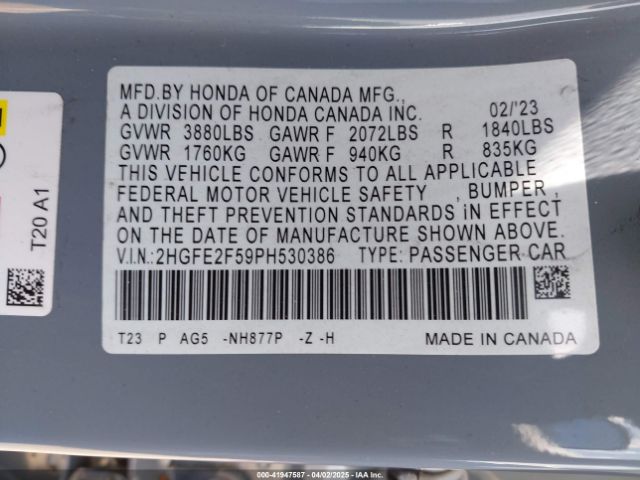 MFD.BY HONDA OF CANADA MFG.,
A DIVISION OF HONDA CANADA INC. 02/'23
GVWR 3880LBS GAWR F 2072LBS R 1840LBS
GVWR 1760KG GAWR F 940KG R 835KG
THIS VEHICLE CONFORMS TO ALL APPLICABLE
FEDERAL MOTOR VEHICLE SAFETY , BUMPER,
AND THEFT PREVENTION STANDARDS IN EFFECT
ON THE DATE OF MANUFACTURE SHOWN ABOVE.
V.I.N.:2HGFE2F59PH530386 TYPE: PASSENGER CAR
T23 P AG5 -NH877P -Z -H MADE IN CANADA
T20 A1
000-41947587 04/02/2025 000